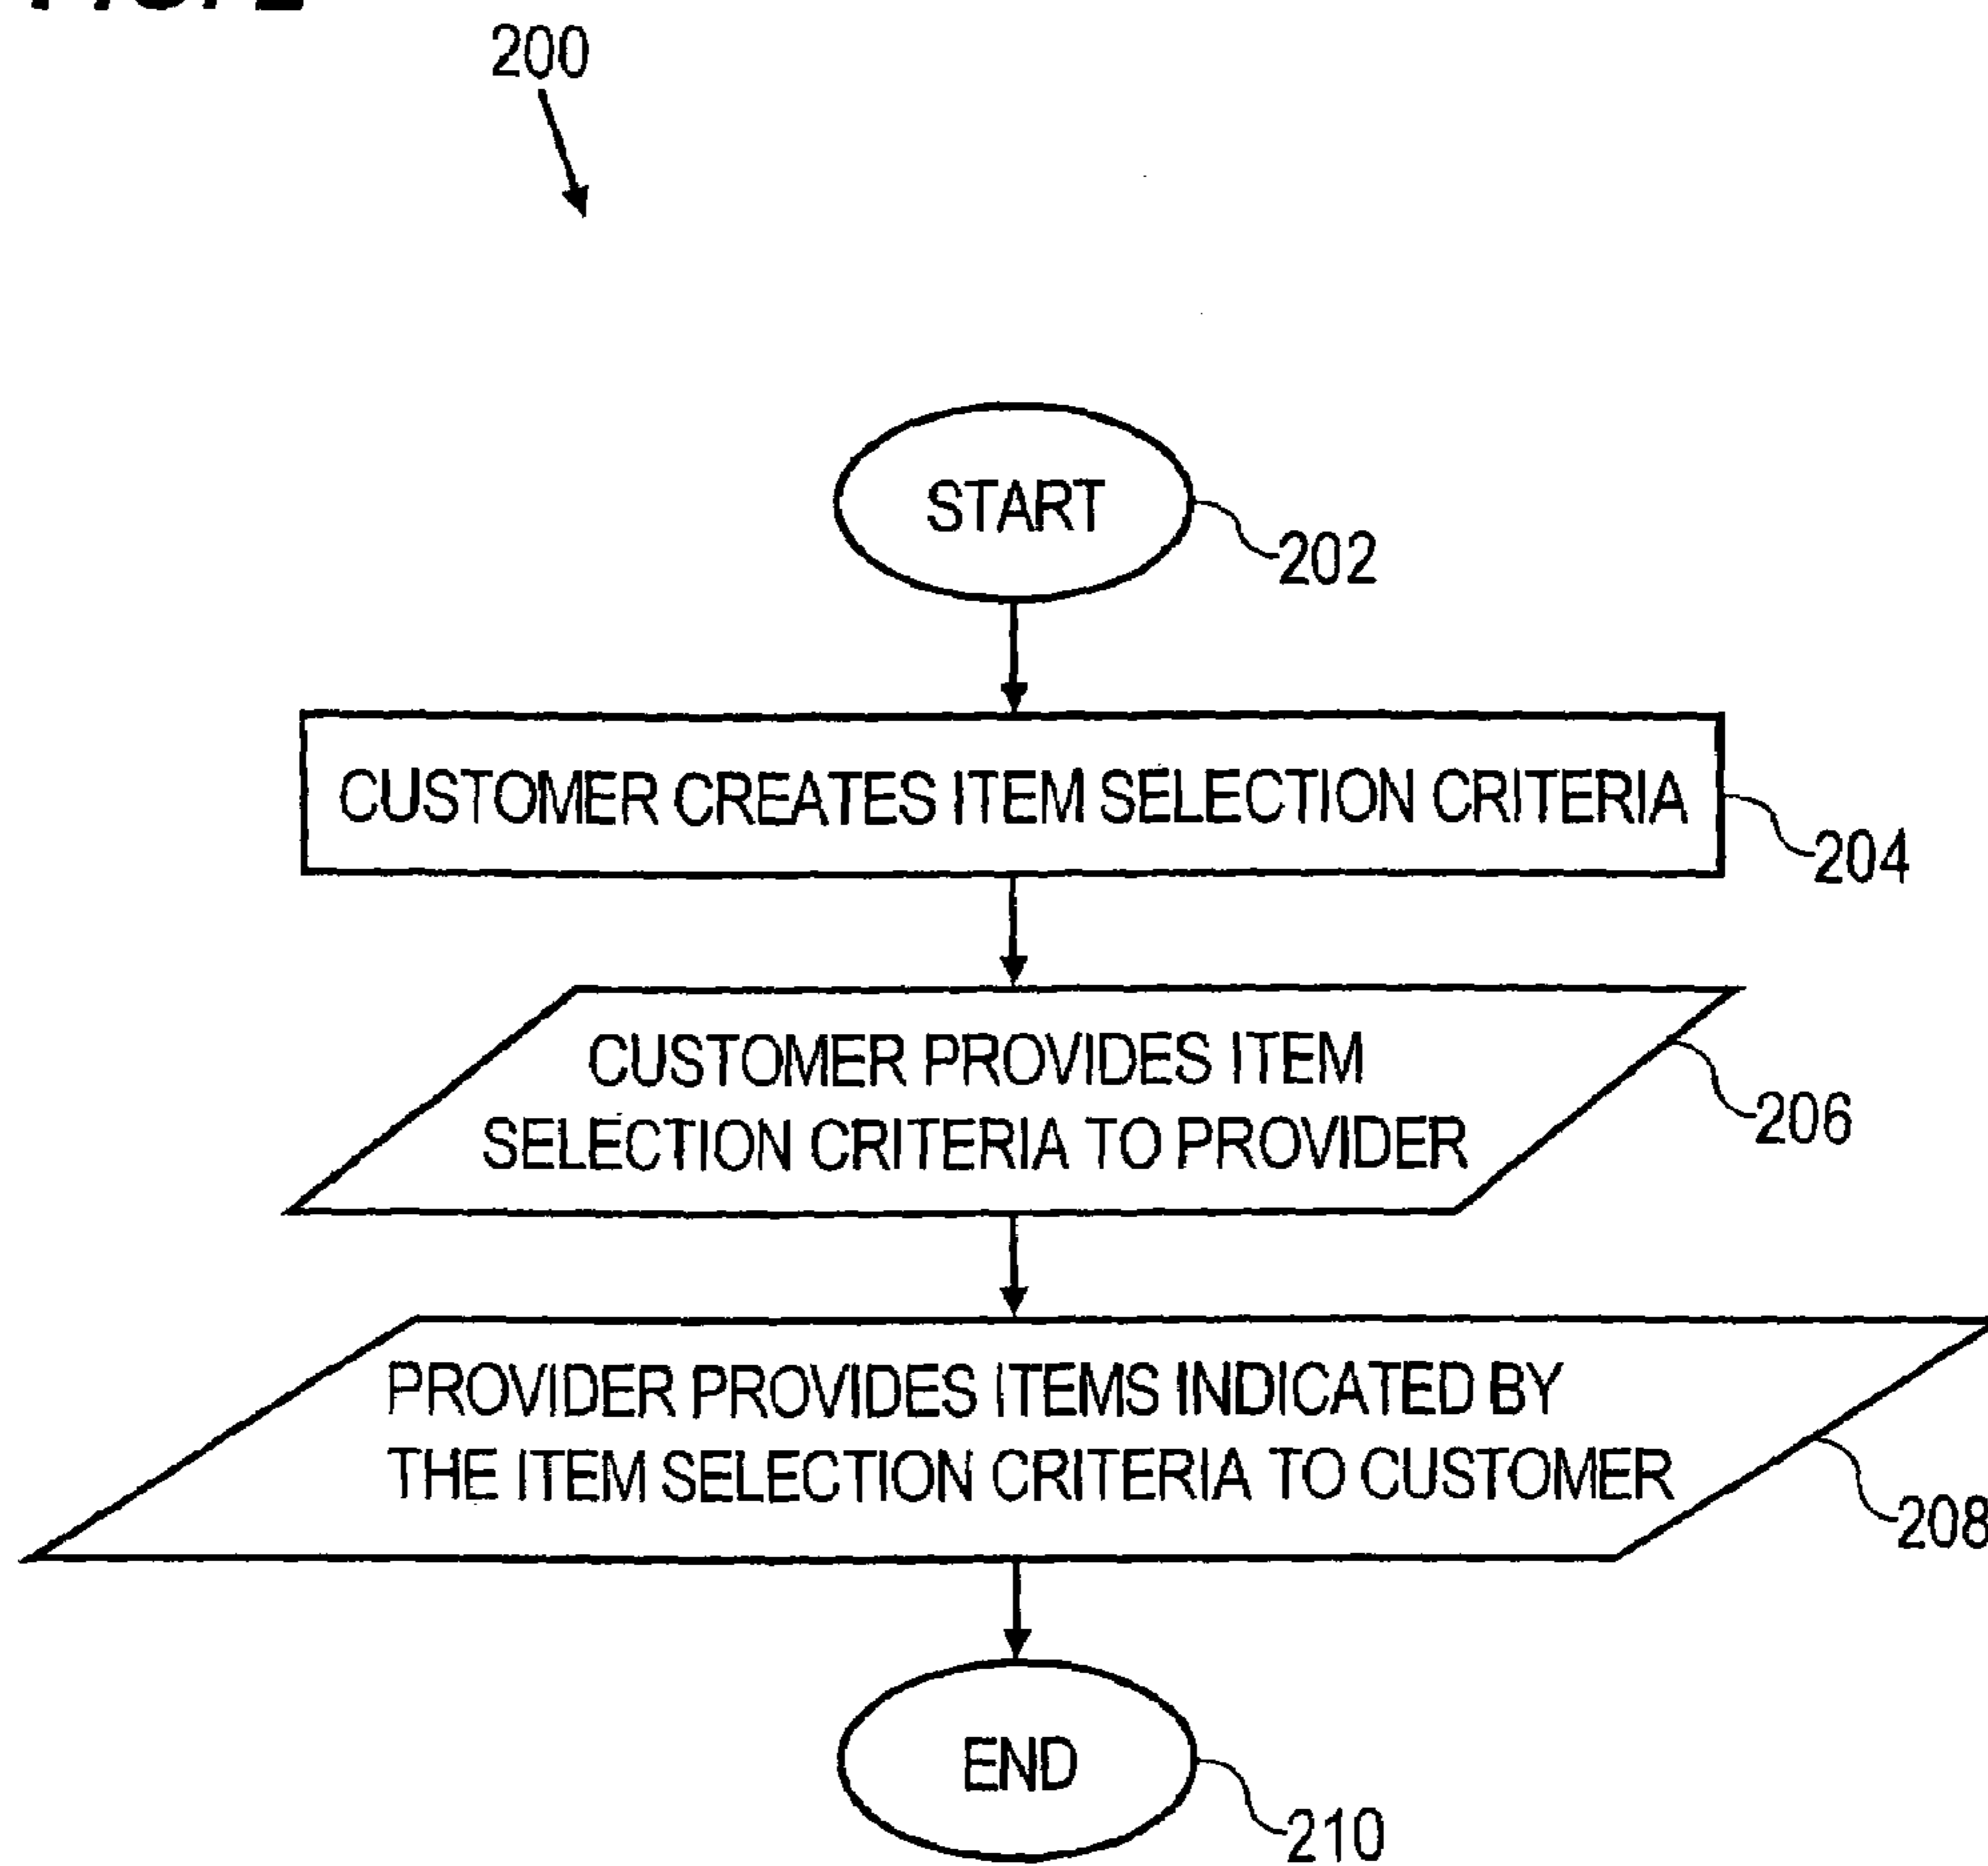 200
START
202
CUSTOMER CREATES ITEM SELECTION CRITERIA
204
CUSTOMER PROVIDES ITEM
SELECTION CRITERIA TO PROVIDER
206
PROVIDER PROVIDES ITEMS INDICATED BY
THE ITEM SELECTION CRITERIA TO CUSTOMER
208
END
210